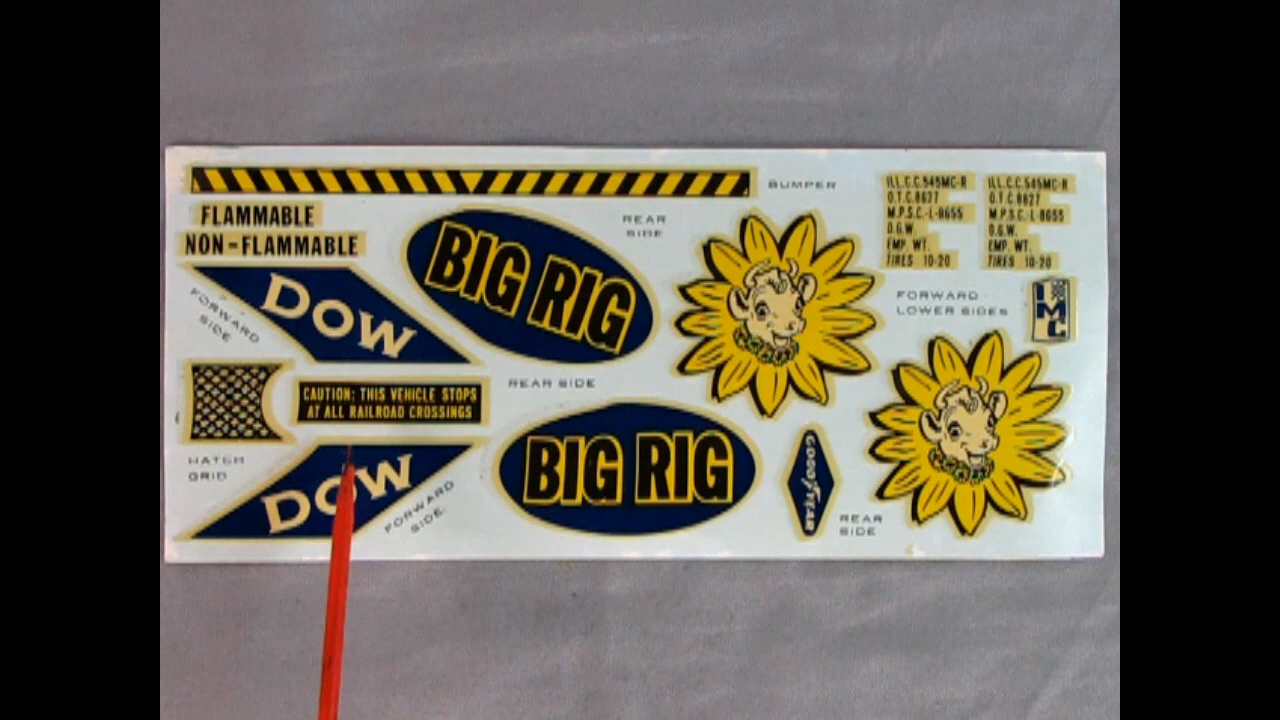 BUMPER
ILL.C.C.545MC-R
O.T.C.8627
M.P.S.C.-L-8655
O.G.W.
EMP. WT.
TIRES 10-20
ILL.C.C.545MC-R
O.T.C.8627
M.P.S.C.-L-8655
O.G.W.
EMP. WT.
TIRES 10-20
FLAMMABLE
NON-FLAMMABLE
REAR
SIDE
BIG RIG
DOW
FORWARD
SIDE
FORWARD
LOWER SIDES
CAUTION: THIS VEHICLE STOPS
AT ALL RAILROAD CROSSINGS
REAR SIDE
HATCH
GRID
DOW
FORWARD
SIDE
BIG RIG
GOODYEAR
REAR
SIDE